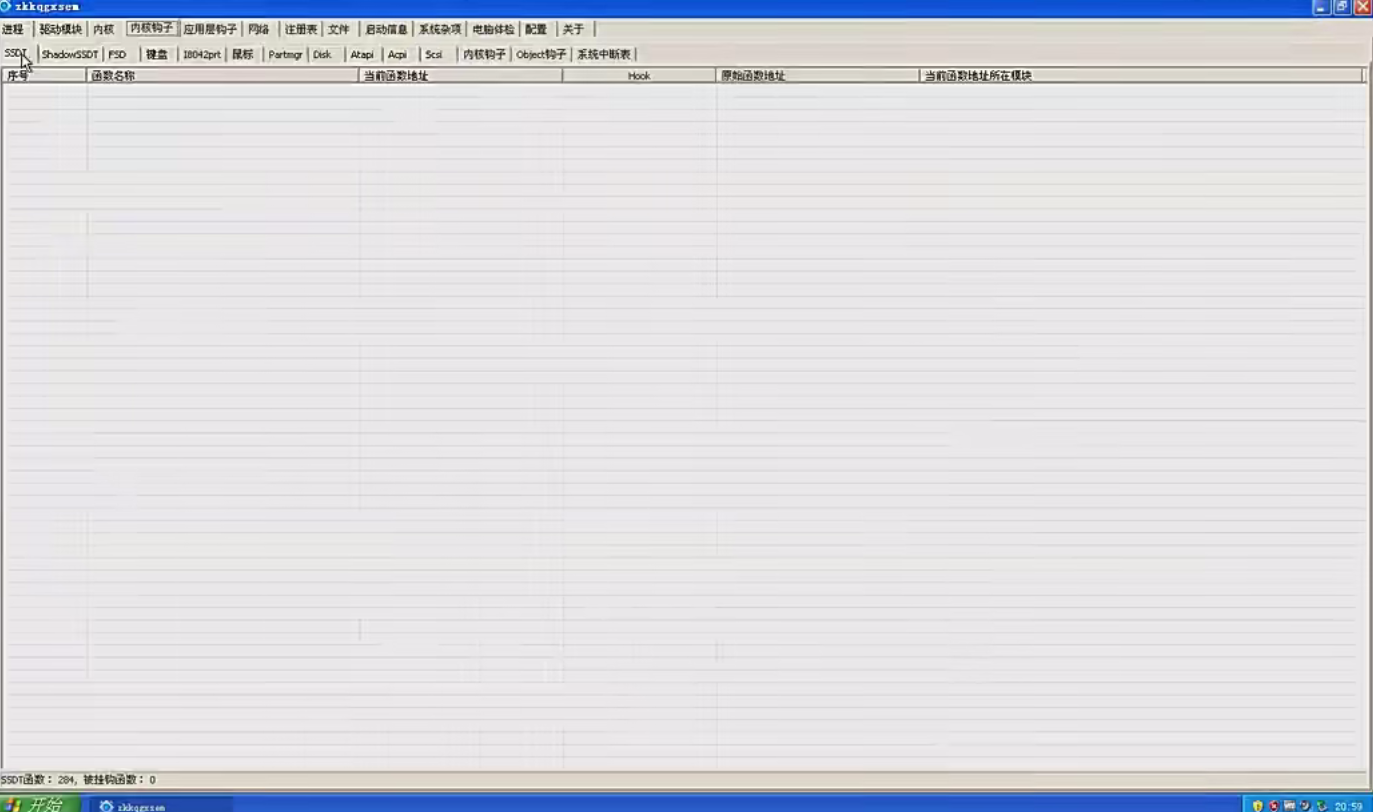 zkkqgxsem
进程 驱动模块 内核 内核钩子 应用层钩子 网络 注册表 文件 启动信息 系统杂项 电脑体检 配置 关于
SSDT ShadowSSDT FSD 键盘 I8042prt 鼠标 Partmgr Disk Atapi Acpi Scsi 内核钩子 Object钩子 系统中断表
序号 函数名称 当前函数地址 Hook 原始函数地址 当前函数地址所在模块
SSDT函数: 284, 被挂钩函数: 0
开始 zkkqgxsem 20:59